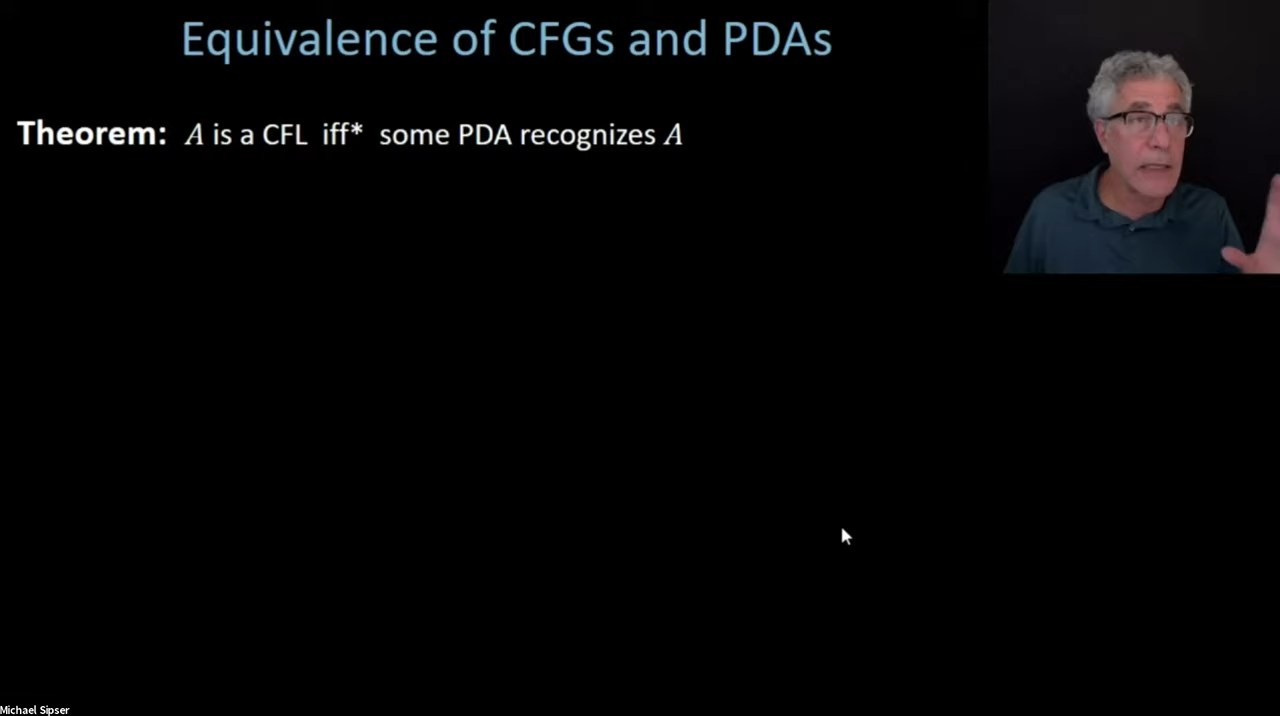 Equivalence of CFGs and PDAs
Theorem: A is a CFL iff* some PDA recognizes A
Michael Sipser